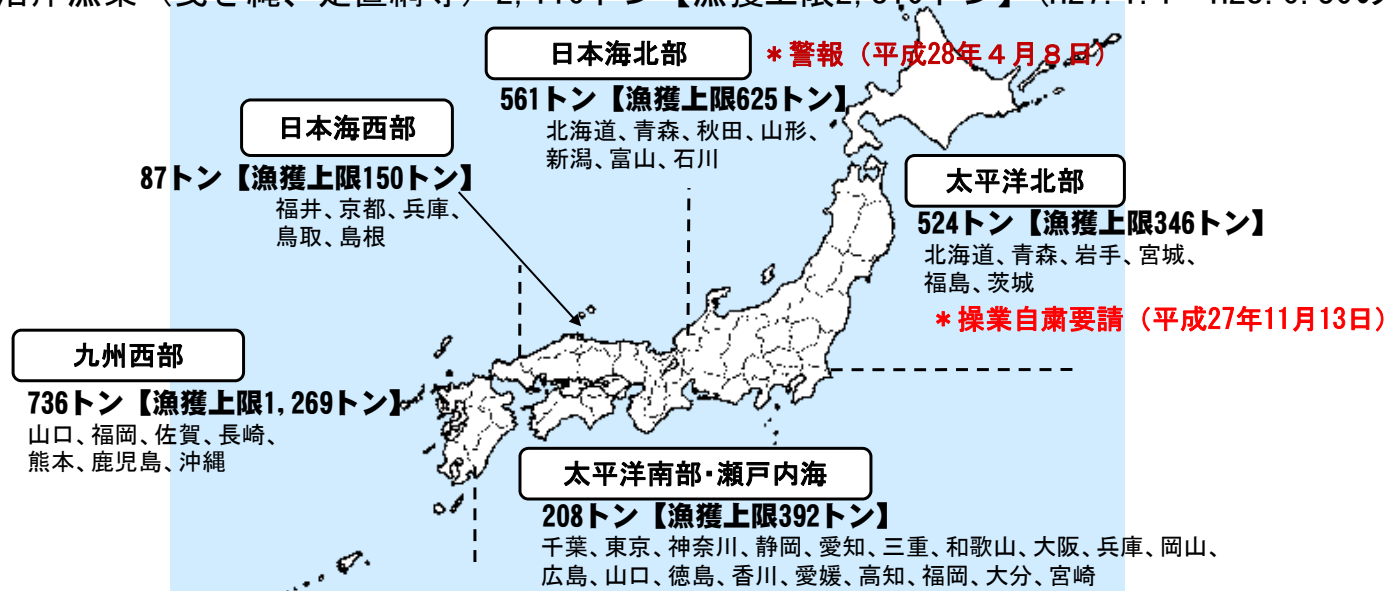 日本海北部
＊警報（平成28年４月８日）
561トン【漁獲上限625トン】
北海道、青森、秋田、山形、
新潟、富山、石川
日本海西部
87トン【漁獲上限150トン】
福井、京都、兵庫、
鳥取、島根
太平洋北部
524トン【漁獲上限346トン】
北海道、青森、岩手、宮城、
福島、茨城
＊操業自粛要請（平成27年11月13日）
九州西部
736トン【漁獲上限1,269トン】
山口、福岡、佐賀、長崎、
熊本、鹿児島、沖縄
太平洋南部・瀬戸内海
208トン【漁獲上限392トン】
千葉、東京、神奈川、静岡、愛知、三重、和歌山、大阪、兵庫、岡山、
広島、山口、徳島、香川、愛媛、高知、福岡、大分、宮崎